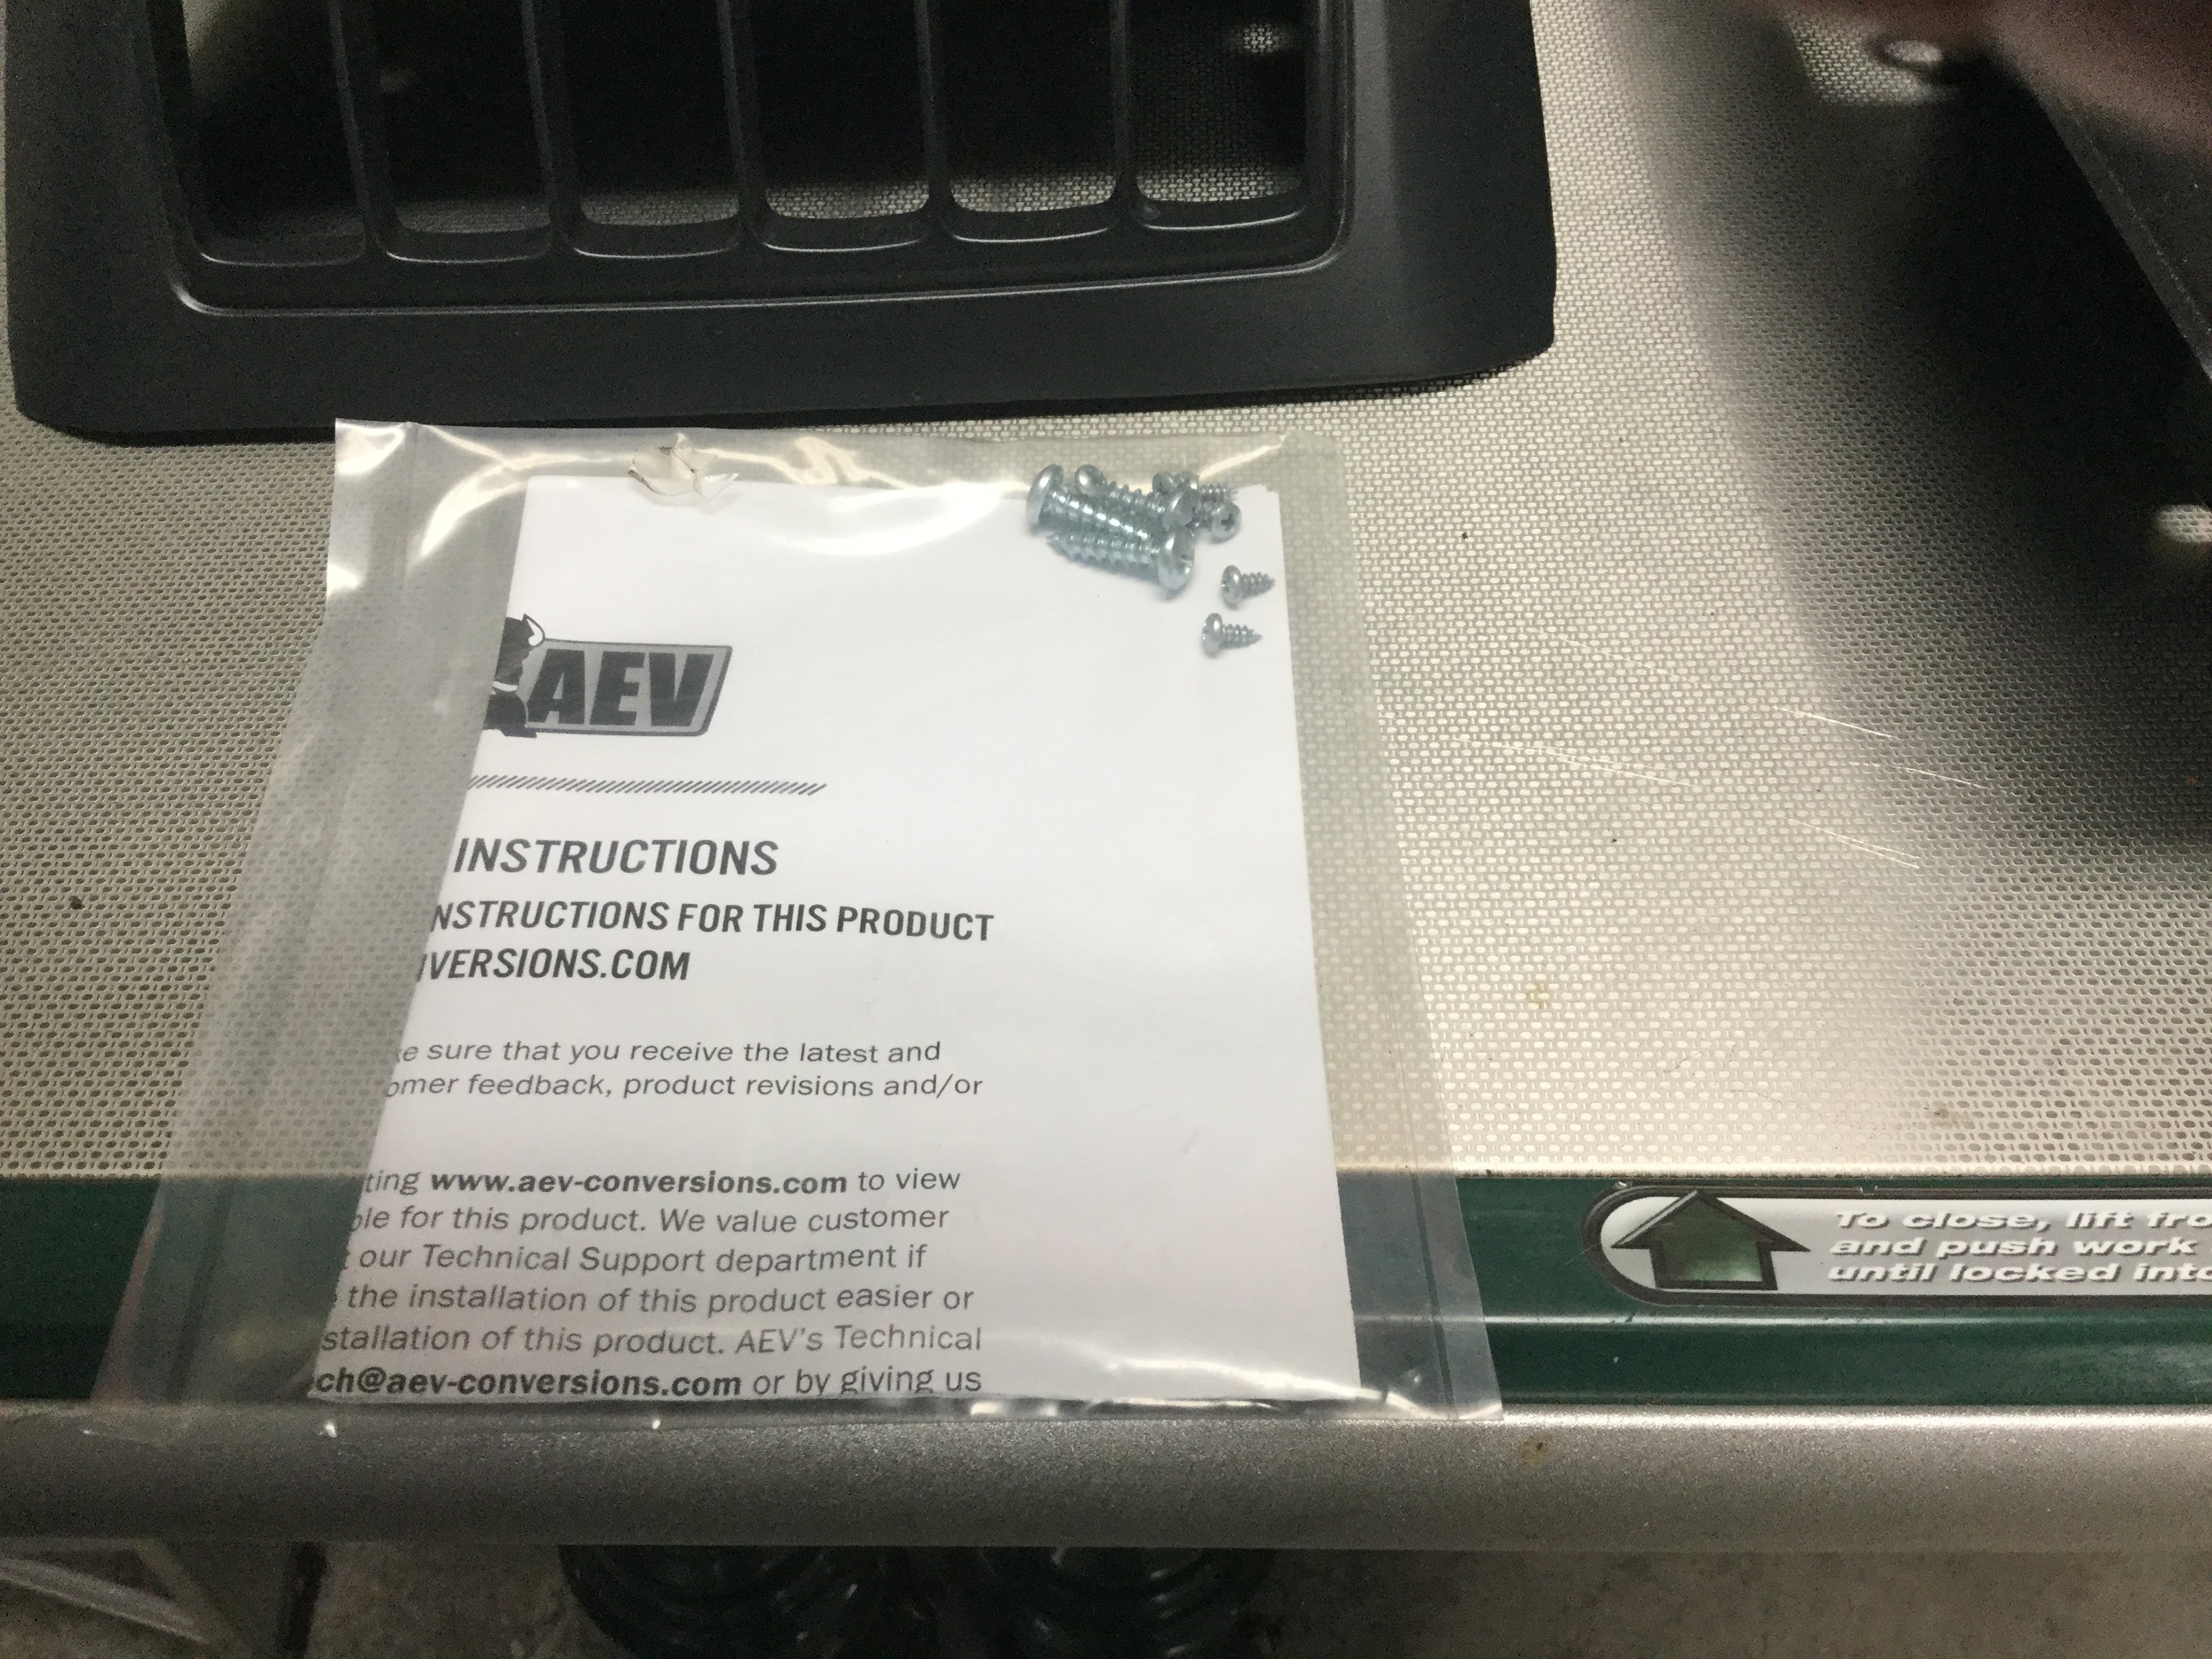 AEV
INSTRUCTIONS
NSTRUCTIONS FOR THIS PRODUCT
VERSIONS.COM
e sure that you receive the latest and
omer feedback, product revisions and/or
ting www.aev-conversions.com to view
ble for this product. We value customer
our Technical Support department if
the installation of this product easier or
stallation of this product. AEV's Technical
ch@aev-conversions.com or by giving us
To close, lift fro
and push work
until locked into